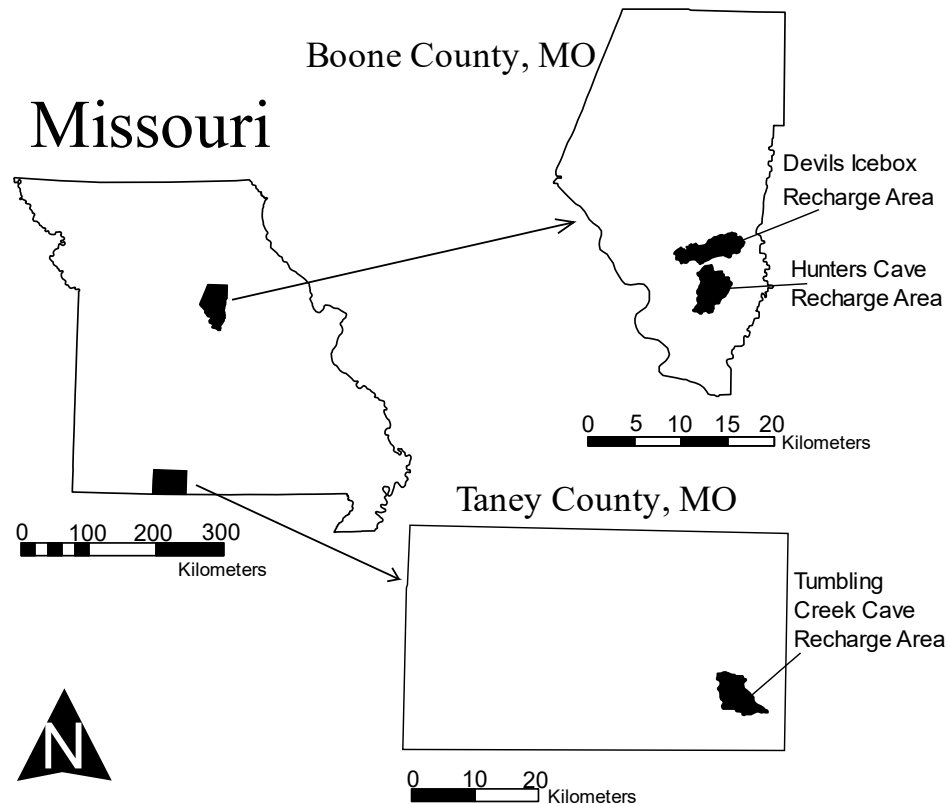 Boone County, MO
Missouri
Devils Icebox
Recharge Area
Hunters Cave
Recharge Area
0 5 10 15 20
Kilometers
Taney County, MO
0 100 200 300
Kilometers
Tumbling
Creek Cave
Recharge Area
N
0 10 20
Kilometers